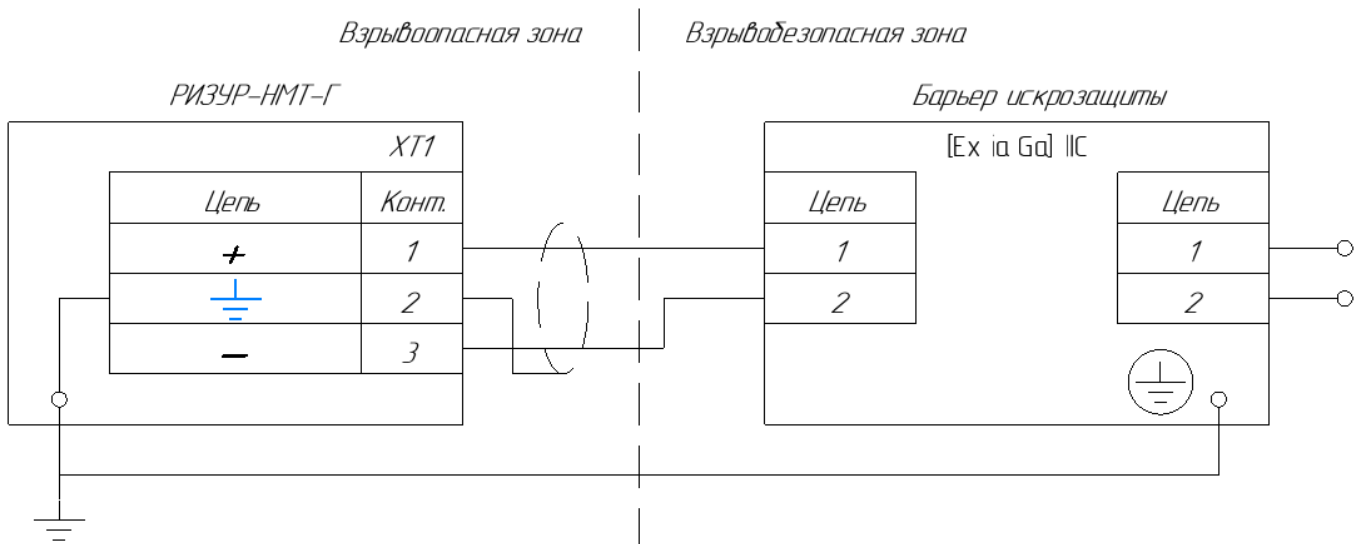 Взрывоопасная зона
Взрывобезопасная зона
РИЗУР-НМТ-Г
Барьер искрозащиты
ХТ1
[Ex ia Ga] IIC
Цепь Конт.
Цепь
Цепь
+ 1
1
1
2
2
2
− 3